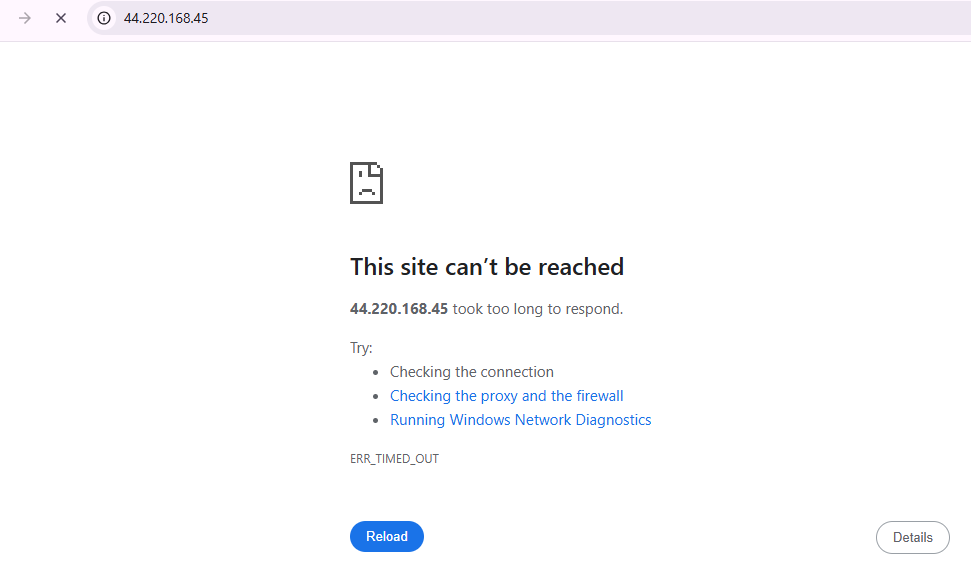 44.220.168.45
This site can’t be reached
44.220.168.45 took too long to respond.
Try:
Checking the connection
Checking the proxy and the firewall
Running Windows Network Diagnostics
ERR_TIMED_OUT
Reload
Details